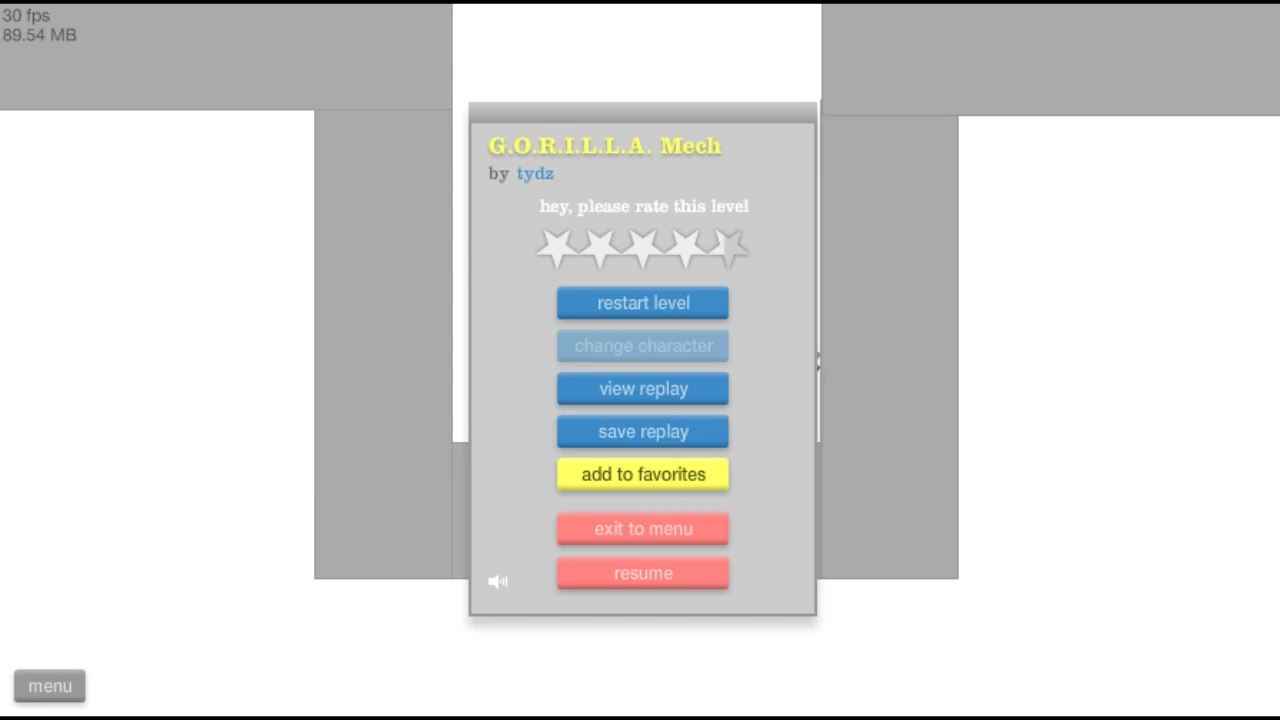 30 fps
89.54 MB
G.O.R.I.L.L.A. Mech
by tydz
hey, please rate this level
restart level
change character
view replay
save replay
add to favorites
exit to menu
resume
menu